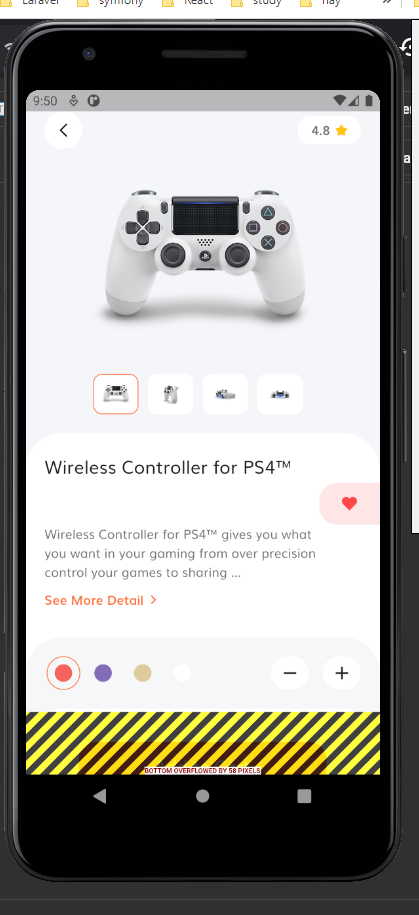 Laravel
symfony
React
study
nay
»
9:50
4.8
Wireless Controller for PS4™
Wireless Controller for PS4™ gives you what
you want in your gaming from over precision
control your games to sharing ...
See More Detail >
BOTTOM OVERFLOWED BY 58 PIXELS